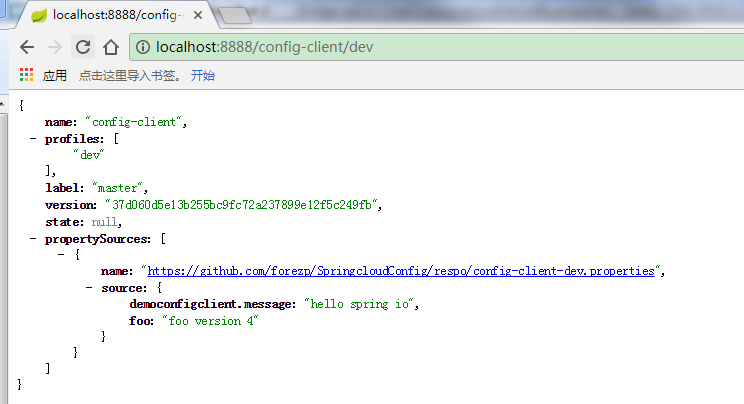 localhost:8888/config-c
localhost:8888/config-client/dev
应用 点击这里导入书签。 开始
{
name: "config-client",
- profiles: [
"dev"
],
label: "master",
version: "37d060d5e13b255bc9fc72a237899e12f5c249fb",
state: null,
- propertySources: [
- {
name: "https://github.com/forezp/SpringcloudConfig/respo/config-client-dev.properties",
- source: {
democonfigclient.message: "hello spring io",
foo: "foo version 4"
}
}
]
}